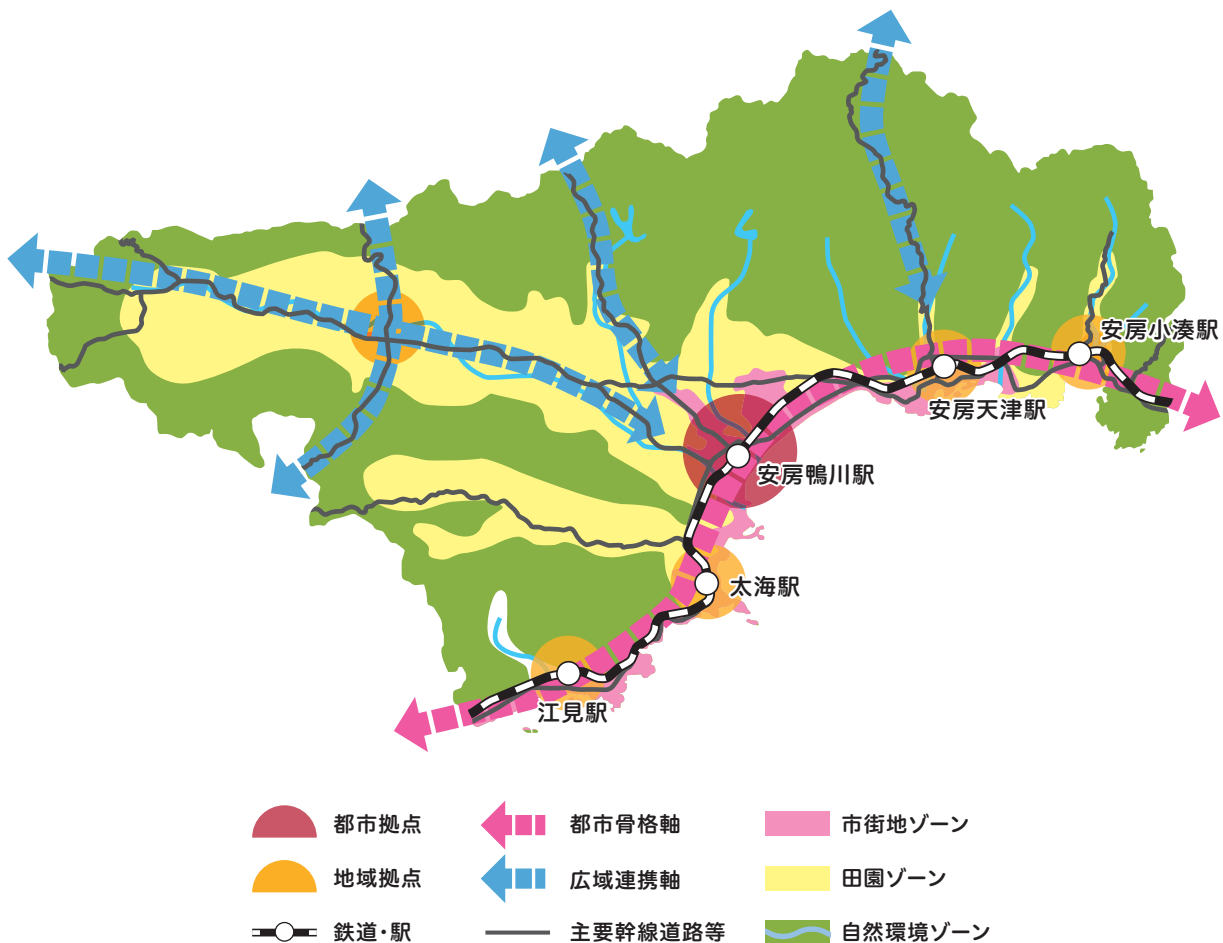 安房小湊駅
安房天津駅
安房鴨川駅
太海駅
江見駅
都市拠点
都市骨格軸
市街地ゾーン
地域拠点
広域連携軸
田園ゾーン
鉄道・駅
主要幹線道路等
自然環境ゾーン